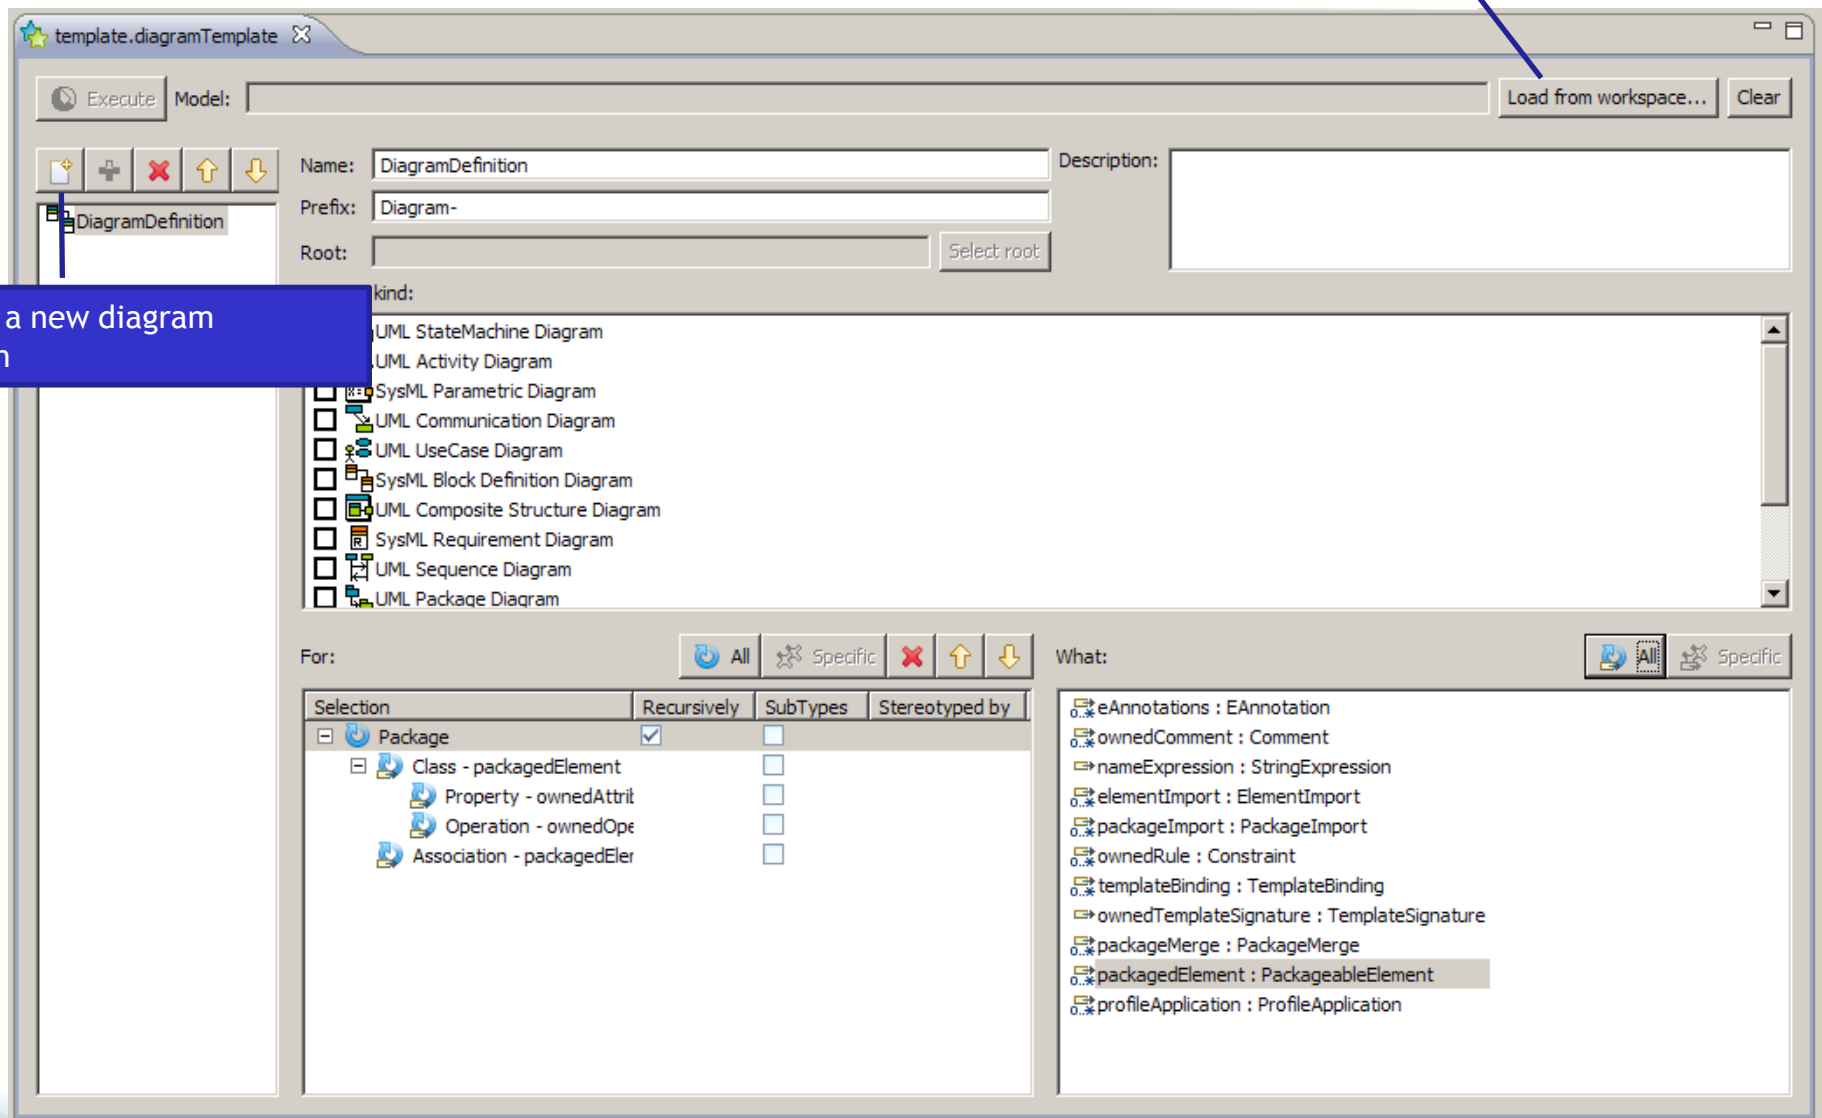 template.diagramTemplate
Execute Model: Load from workspace... Clear
Name: DiagramDefinition Description:
Prefix: Diagram-
DiagramDefinition
Root: Select root
kind:
a new diagram
UML StateMachine Diagram
UML Activity Diagram
SysML Parametric Diagram
UML Communication Diagram
UML UseCase Diagram
SysML Block Definition Diagram
UML Composite Structure Diagram
SysML Requirement Diagram
UML Sequence Diagram
UML Package Diagram
For: All Specific
Selection Recursively SubTypes Stereotyped by
Package
Class - packagedElement
Property - ownedAttrib
Operation - ownedOpe
Association - packagedEler
What: All Specific
eAnnotations : EAnnotation
ownedComment : Comment
nameExpression : StringExpression
elementImport : ElementImport
packageImport : PackageImport
ownedRule : Constraint
templateBinding : TemplateBinding
ownedTemplateSignature : TemplateSignature
packageMerge : PackageMerge
packagedElement : PackageableElement
profileApplication : ProfileApplication